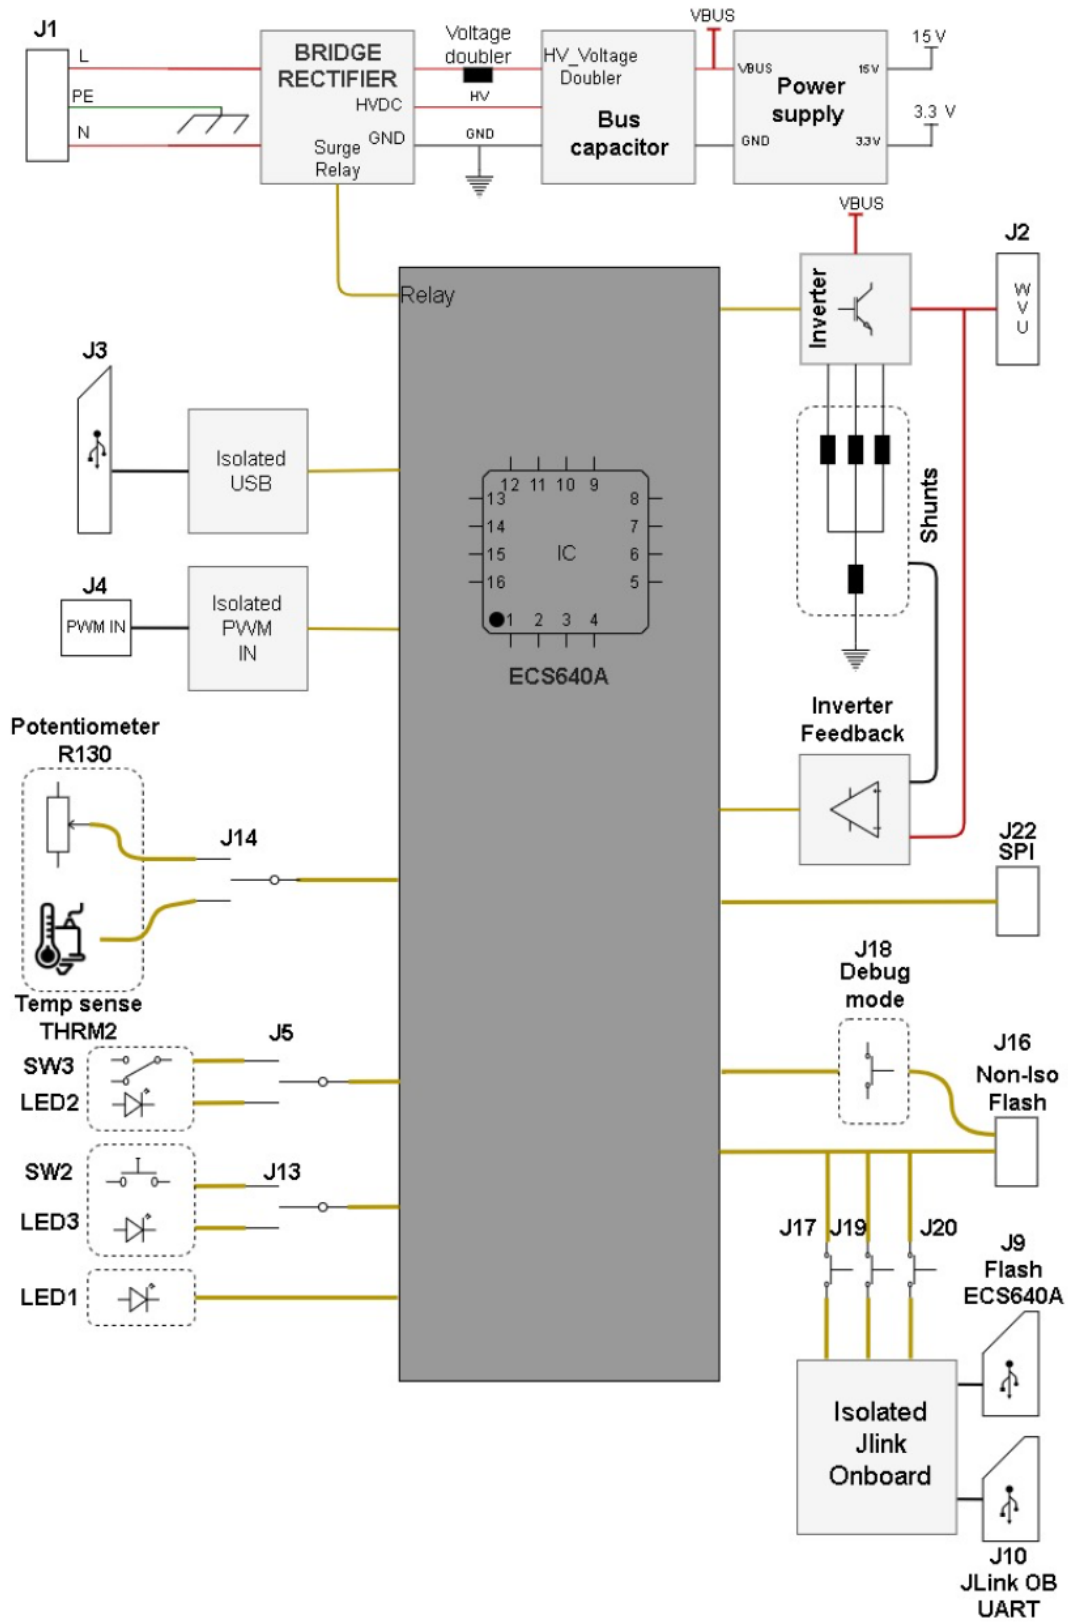 J1
L
PE
N
BRIDGE
RECTIFIER
HVDC
GND
Surge
Relay
Voltage
doubler
HV
GND
HV_Voltage
Doubler
Bus
capacitor
VBUS
VBUS
GND
Power
supply
15V
3.3V
15 V
3.3 V
VBUS
J2
W
V
U
Inverter
Relay
J3
Isolated
USB
Shunts
J4
PWM IN
Isolated
PWM
IN
IC
12 11 10 9
13
14
15
16
8
7
6
5
1 2 3 4
ECS640A
Potentiometer
R130
J14
Temp sense
THRM2
Inverter
Feedback
J22
SPI
J18
Debug
mode
J16
Non-Iso
Flash
J5
SW3
LED2
J13
SW2
LED3
LED1
J17 J19 J20
J9
Flash
ECS640A
Isolated
Jlink
Onboard
J10
JLink OB
UART